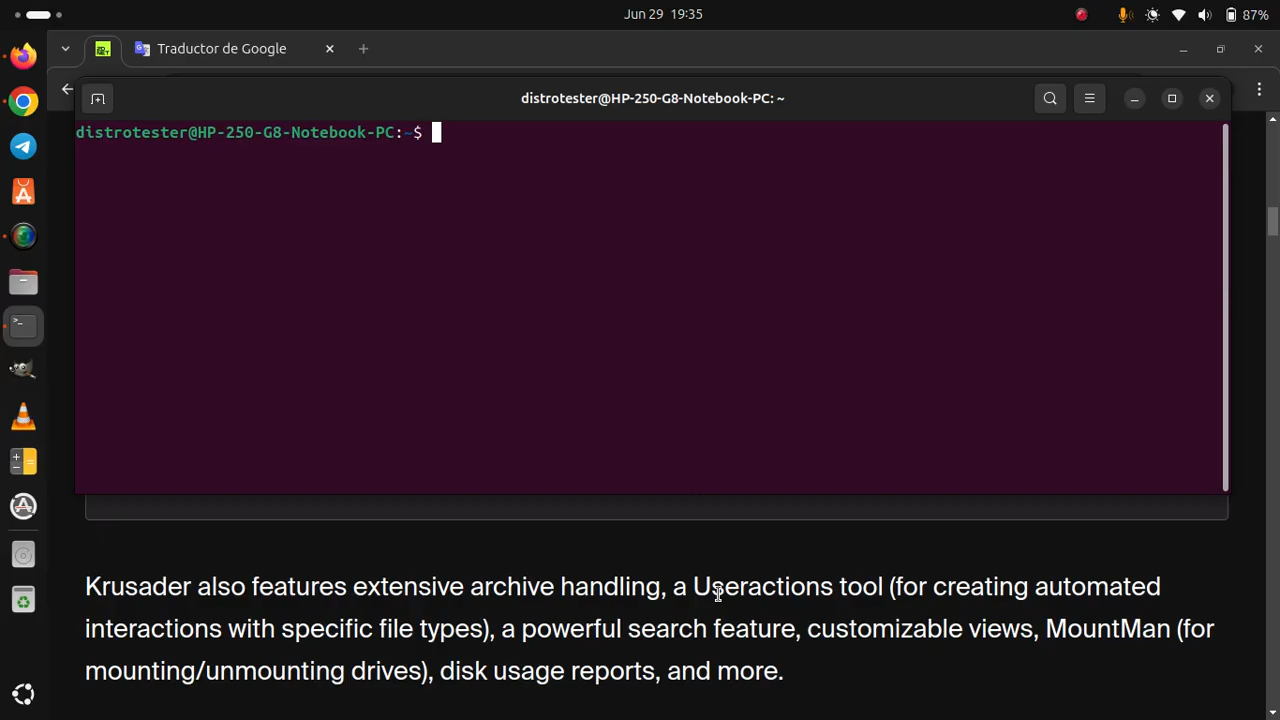 Jun 29 19:35
87%
Traductor de Google
distrotester@HP-250-G8-Notebook-PC: ~
distrotester@HP-250-G8-Notebook-PC:~$
Krusader also features extensive archive handling, a Useractions tool (for creating automated
interactions with specific file types), a powerful search feature, customizable views, MountMan (for
mounting/unmounting drives), disk usage reports, and more.